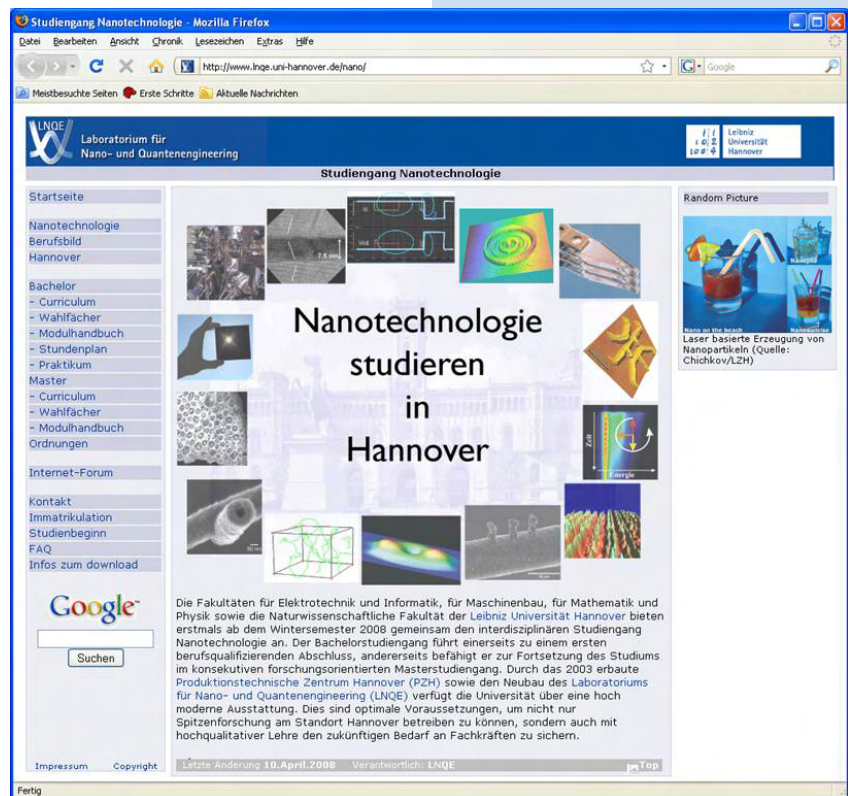 Studiengang Nanotechnologie - Mozilla Firefox
Datei Bearbeiten Ansicht Chronik Lesezeichen Extras Hilfe
http://www.lnqe.uni-hannover.de/nano/
Google
Meistbesuchte Seiten Erste Schritte Aktuelle Nachrichten
LNQE
Laboratorium für
Nano- und Quantenengineering
Leibniz
Universität
Hannover
Studiengang Nanotechnologie
Startseite
Nanotechnologie
Berufsbild
Hannover
Bachelor
- Curriculum
- Wahlfächer
- Modulhandbuch
- Stundenplan
- Praktikum
Master
- Curriculum
- Wahlfächer
- Modulhandbuch
Ordnungen
Internet-Forum
Kontakt
Immatrikulation
Studienbeginn
FAQ
Infos zum download
Google
Suchen
Impressum Copyright
Nanotechnologie
studieren
in
Hannover
Zeit
Energie
Die Fakultäten für Elektrotechnik und Informatik, für Maschinenbau, für Mathematik und
Physik sowie die Naturwissenschaftliche Fakultät der Leibniz Universität Hannover bieten
erstmals ab dem Wintersemester 2008 gemeinsam den interdisziplinären Studiengang
Nanotechnologie an. Der Bachelorstudiengang führt einerseits zu einem ersten
berufsqualifizierenden Abschluss, andererseits befähigt er zur Fortsetzung des Studiums
im konsekutiven forschungsorientierten Masterstudiengang. Durch das 2003 erbaute
Produktionstechnische Zentrum Hannover (PZH) sowie den Neubau des Laboratoriums
für Nano- und Quantenengineering (LNQE) verfügt die Universität über eine hoch
moderne Ausstattung. Dies sind optimale Voraussetzungen, um nicht nur
Spitzenforschung am Standort Hannover betreiben zu können, sondern auch mit
hochqualitativer Lehre den zukünftigen Bedarf an Fachkräften zu sichern.
Letzte Änderung 10.April.2008 Verantwortlich: LNQE
Top
Random Picture
Nano on the beach
Nanosunrise
Laser basierte Erzeugung von
Nanopartikeln (Quelle:
Chichkov/LZH)
Fertig